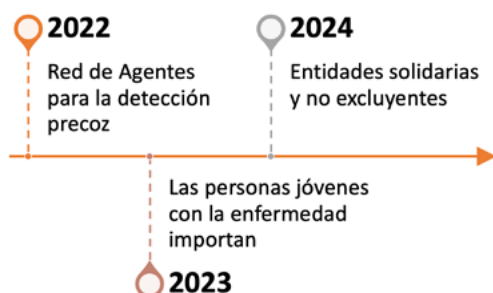 2022
Red de Agentes
para la detección
precoz
2024
Entidades solidarias
y no excluyentes
Las personas jóvenes
con la enfermedad
importan
2023